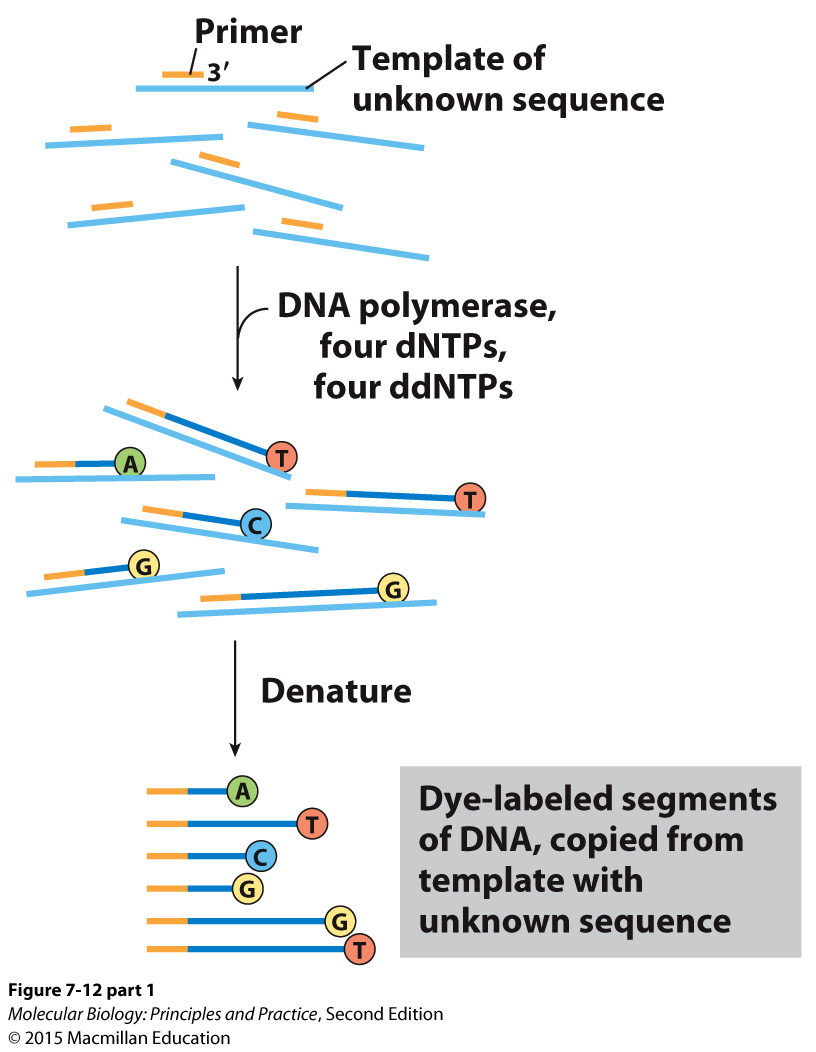 Primer
3′
Template of
unknown sequence
DNA polymerase,
four dNTPs,
four ddNTPs
T
A
T
C
G
G
Denature
A
T
C
G
G
T
Dye-labeled segments
of DNA, copied from
template with
unknown sequence
Figure 7-12 part 1
Molecular Biology: Principles and Practice, Second Edition
© 2015 Macmillan Education